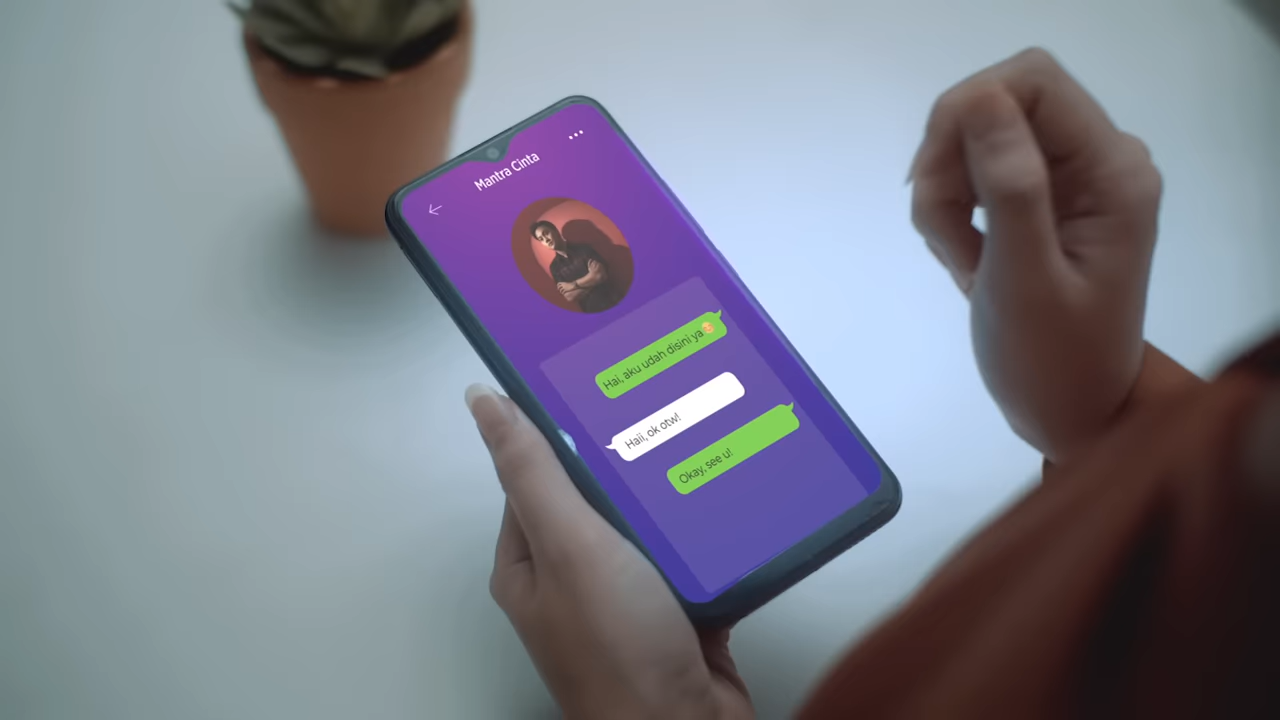 Mantra Cinta
Hai, aku udah disini ya😊
Haii, ok otw!
Okay, see u!